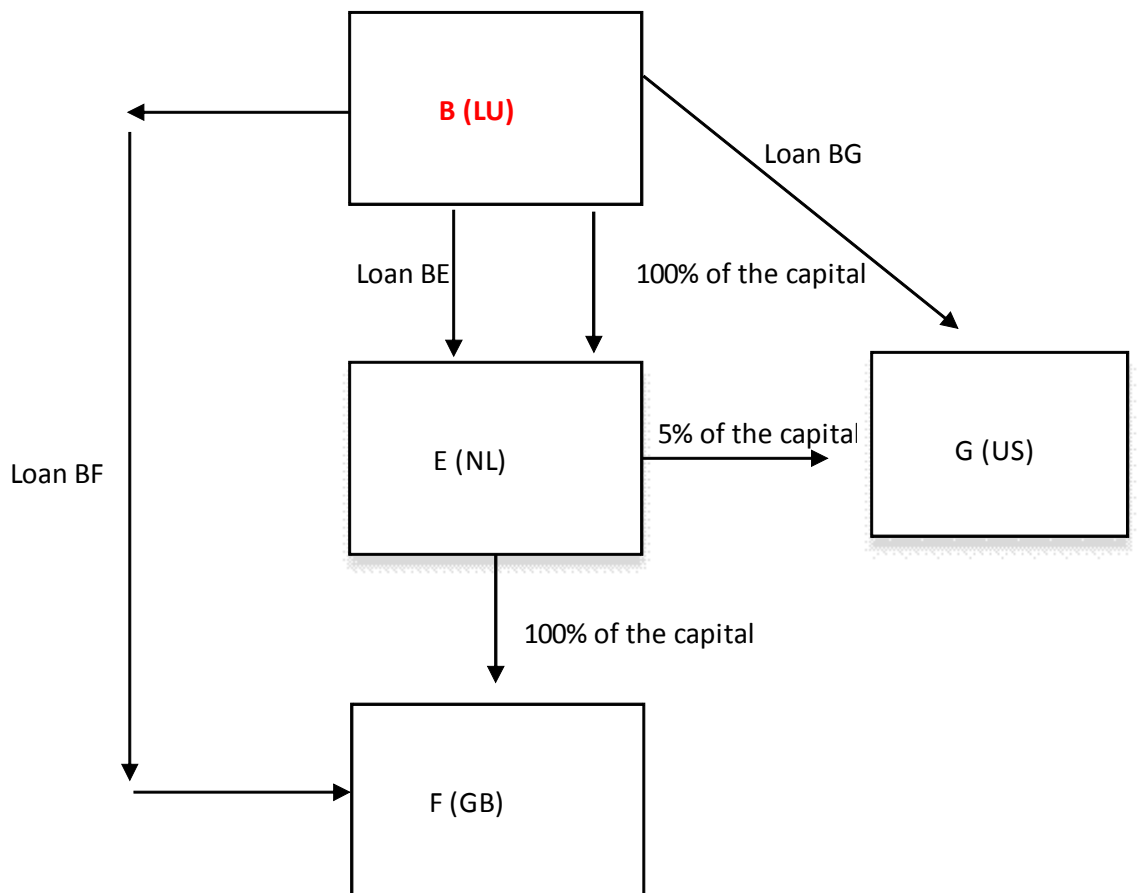 B (LU)
Loan BG
Loan BE
100% of the capital
5% of the capital
G (US)
E (NL)
Loan BF
100% of the capital
F (GB)